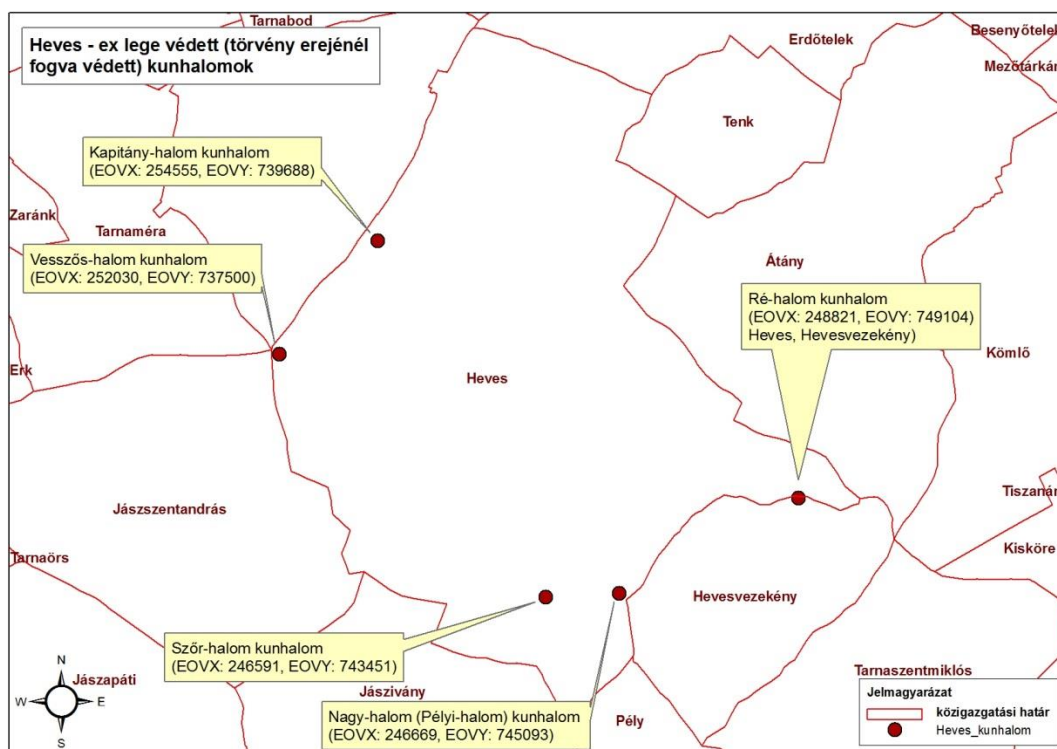 Tarnabod
Heves - ex lege védett (törvény erejénél
fogva védett) kunhalomok
Erdőtelek
Besenyőtelek
Mezőtárkán
Tenk
Kapitány-halom kunhalom
(EOVX: 254555, EOVY: 739688)
Zaránk
Tarnaméra
Vesszős-halom kunhalom
(EOVX: 252030, EOVY: 737500)
Átány
Ré-halom kunhalom
(EOVX: 248821, EOVY: 749104)
Heves, Hevesvezekény)
Kömlő
Erk
Heves
Jászszentandrás
Tiszanán
Kisköre
Tarnaörs
Hevesvezekény
Szőr-halom kunhalom
(EOVX: 246591, EOVY: 743451)
Jászapáti
Jászivány
Nagy-halom (Pélyi-halom) kunhalom
(EOVX: 246669, EOVY: 745093)
Pély
Tarnaszentmiklós
N
W
E
S
Jelmagyarázat
közigazgatási határ
Heves_kunhalom